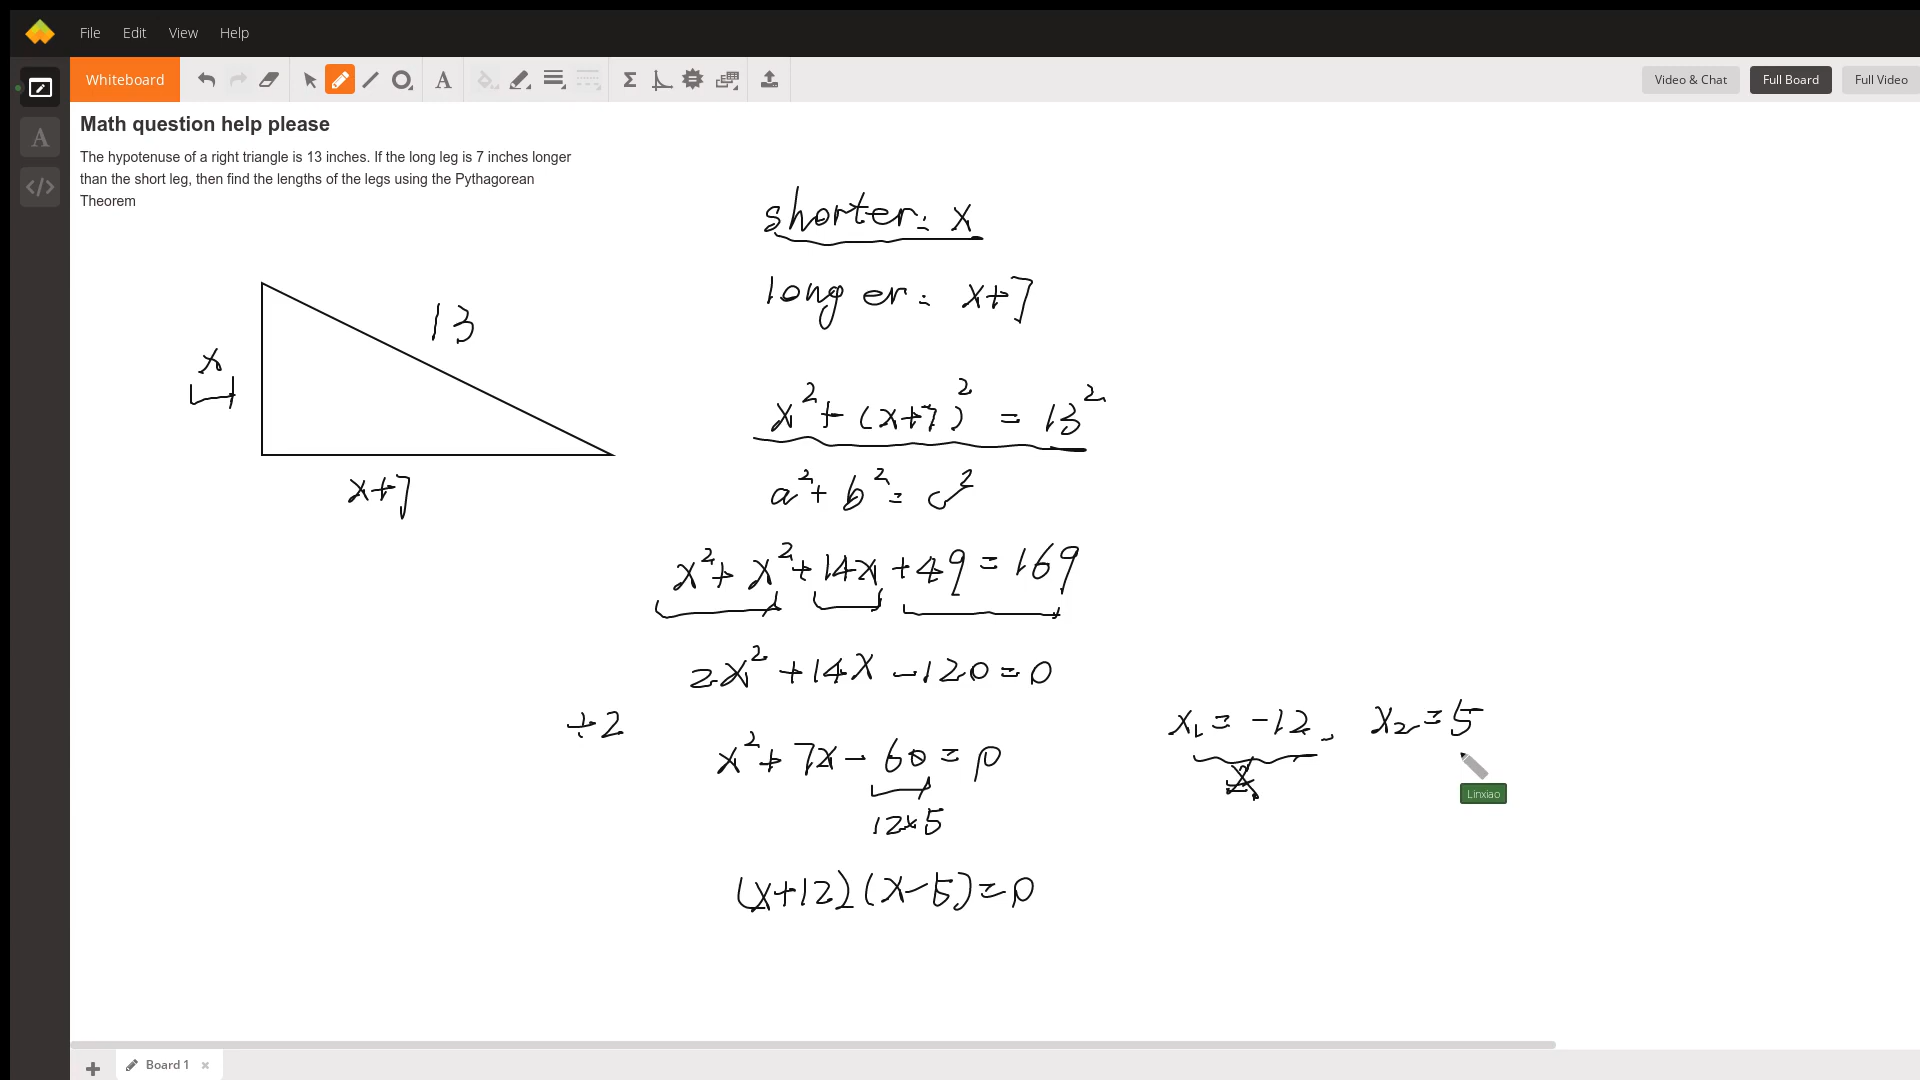 File Edit View Help
Whiteboard
A
Σ
Video & Chat Full Board Full Video
A
</>
Math question help please
The hypotenuse of a right triangle is 13 inches. If the long leg is 7 inches longer
than the short leg, then find the lengths of the legs using the Pythagorean
Theorem
shorter: x
longer: x+7
13
x
x+7
x²+(x+7)² = 13²
a²+b²=c²
x²+x²+14x+49=169
2x²+14x-120=0
÷2
x²+7x-60=0
12×5
(x+12)(x-5)=0
x₁=-12, x₂=5
Linxiao
Board 1